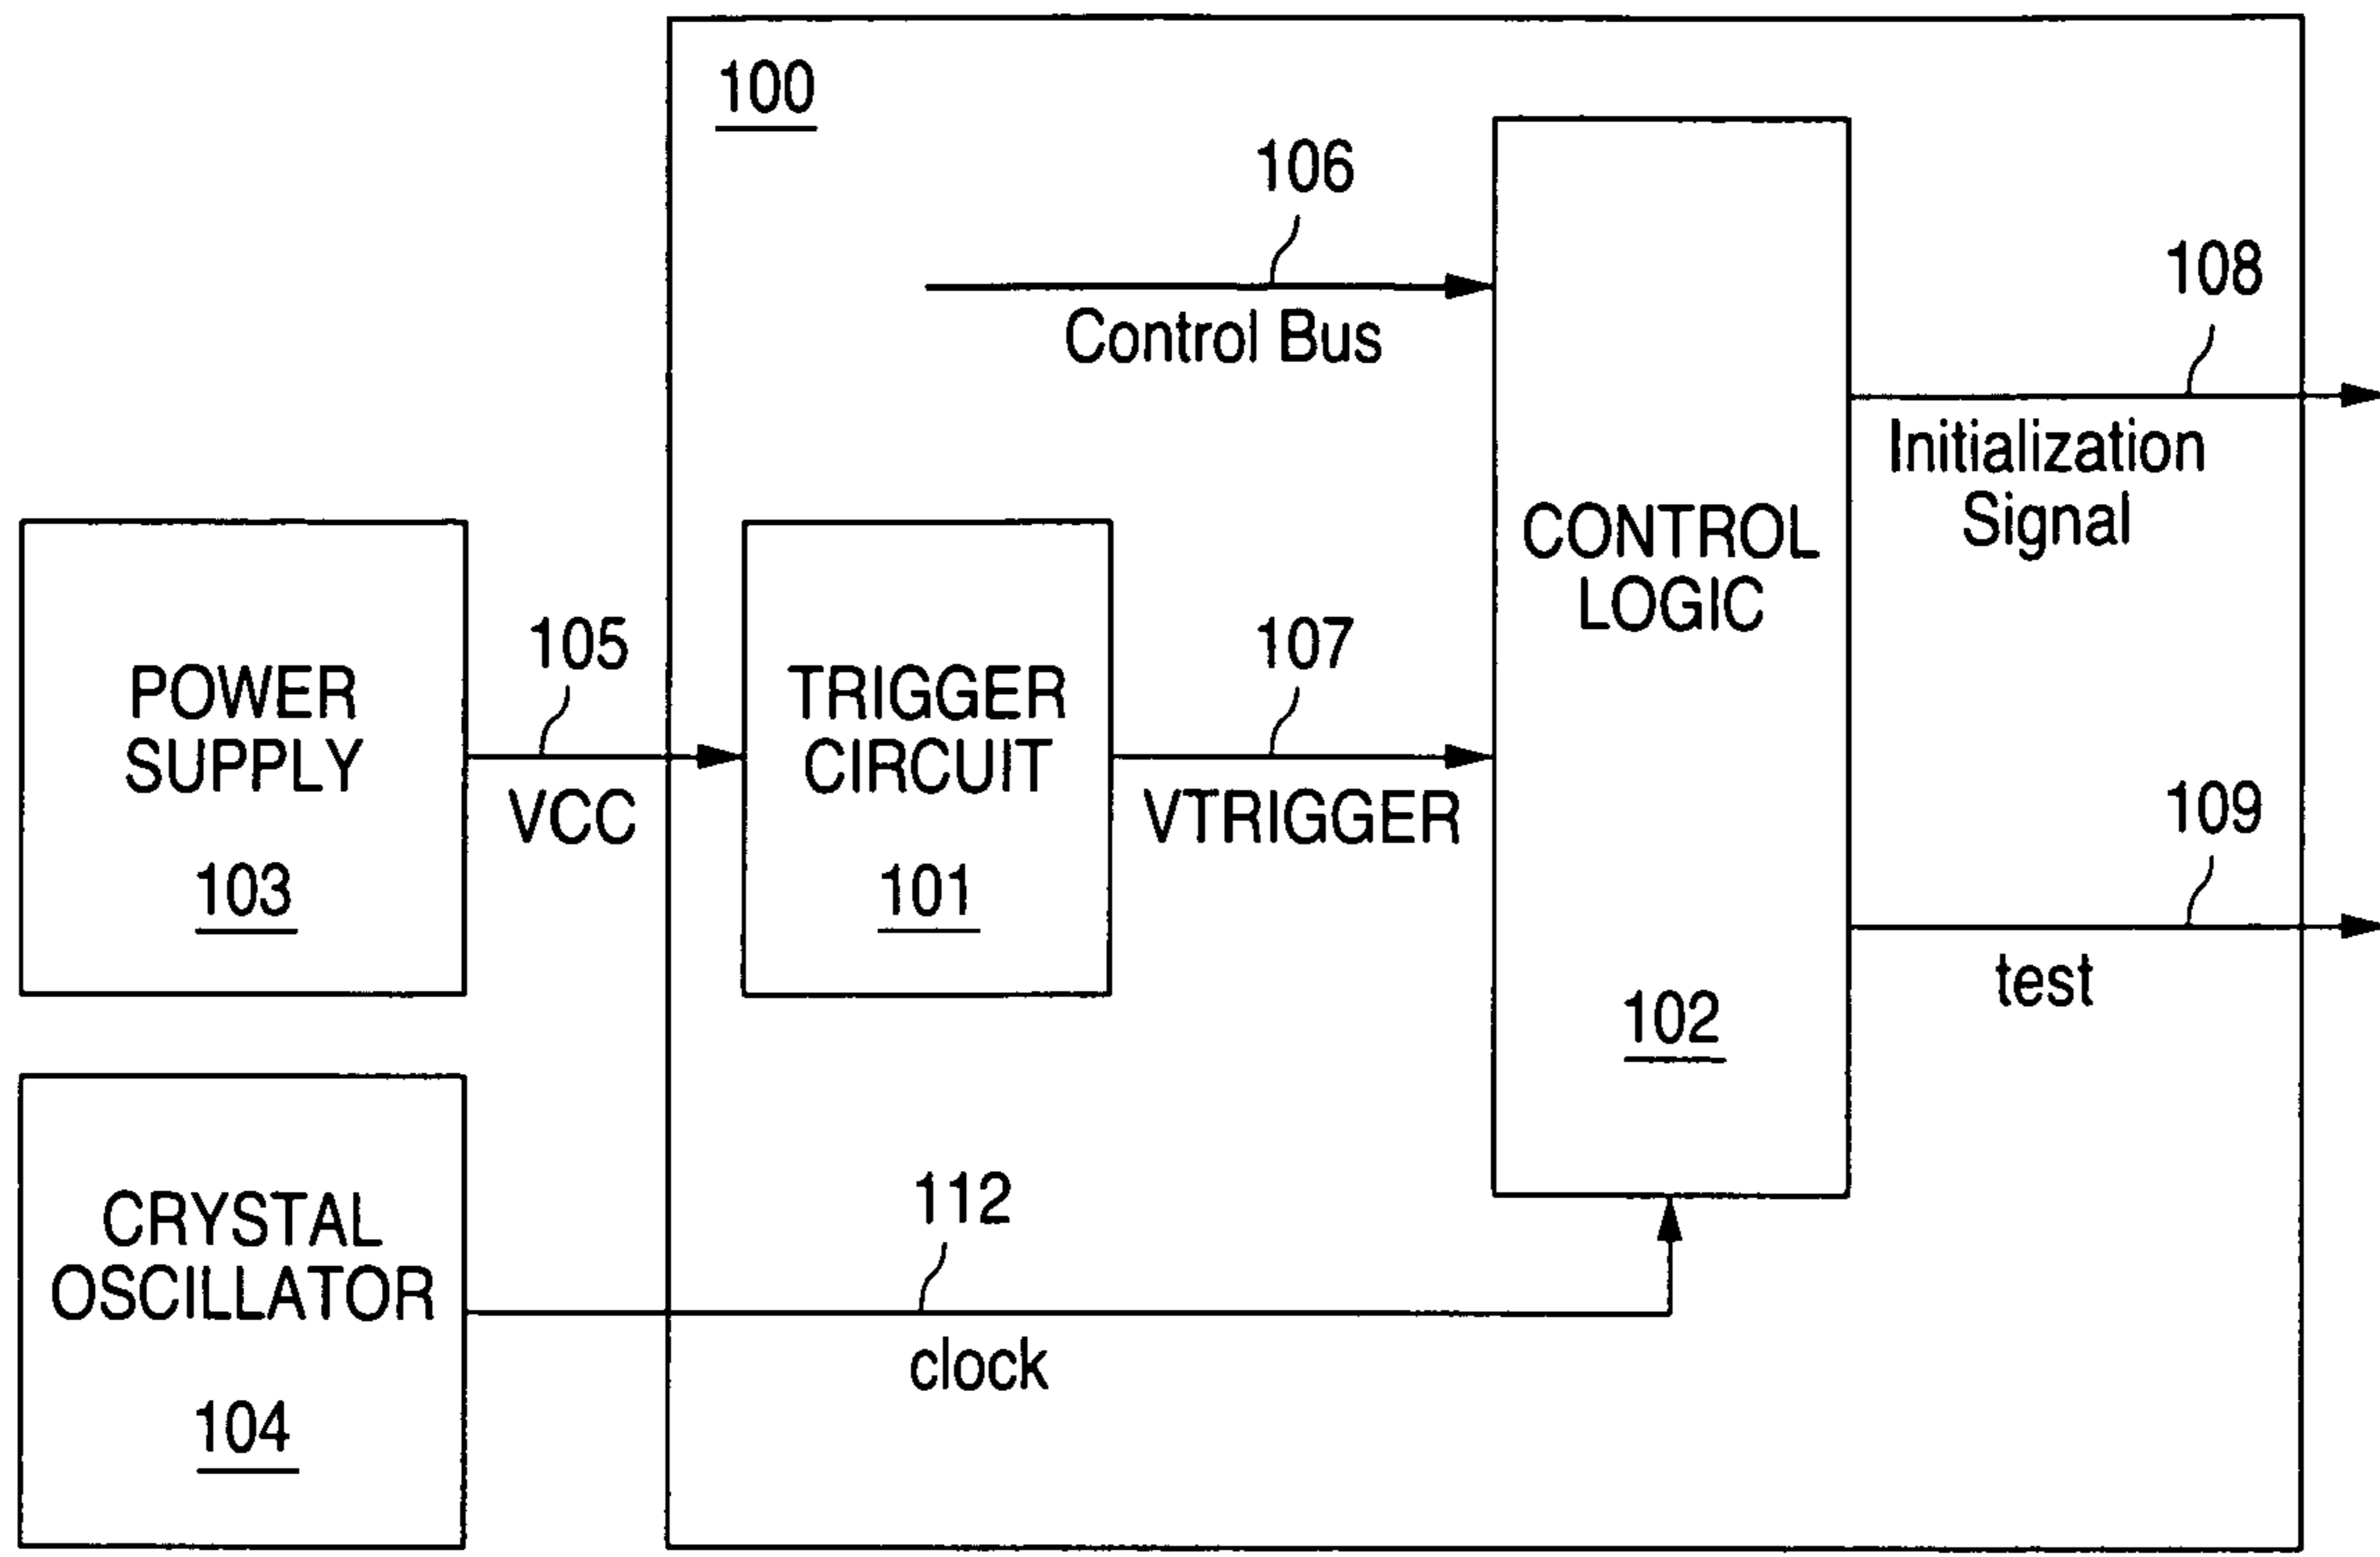 100
106
Control Bus
108
Initialization
Signal
CONTROL
LOGIC
102
POWER
SUPPLY
103
105
VCC
TRIGGER
CIRCUIT
101
107
VTRIGGER
109
test
CRYSTAL
OSCILLATOR
104
112
clock